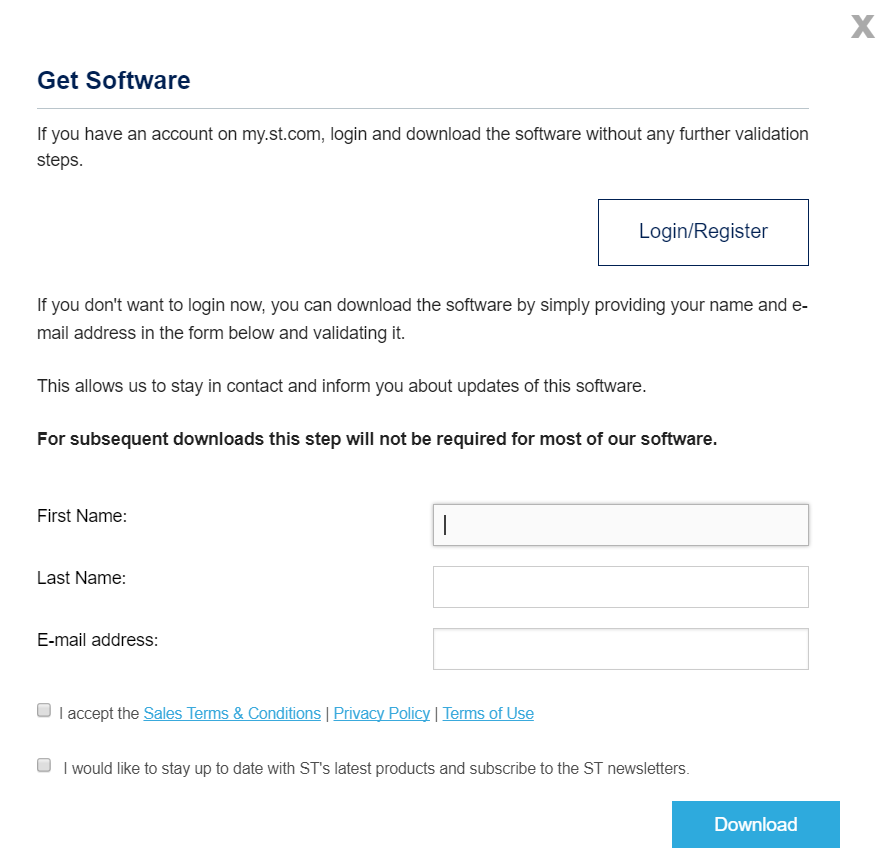 X
Get Software
If you have an account on my.st.com, login and download the software without any further validation
steps.
Login/Register
If you don't want to login now, you can download the software by simply providing your name and e-
mail address in the form below and validating it.
This allows us to stay in contact and inform you about updates of this software.
For subsequent downloads this step will not be required for most of our software.
First Name:
Last Name:
E-mail address:
I accept the Sales Terms & Conditions | Privacy Policy | Terms of Use
I would like to stay up to date with ST's latest products and subscribe to the ST newsletters.
Download